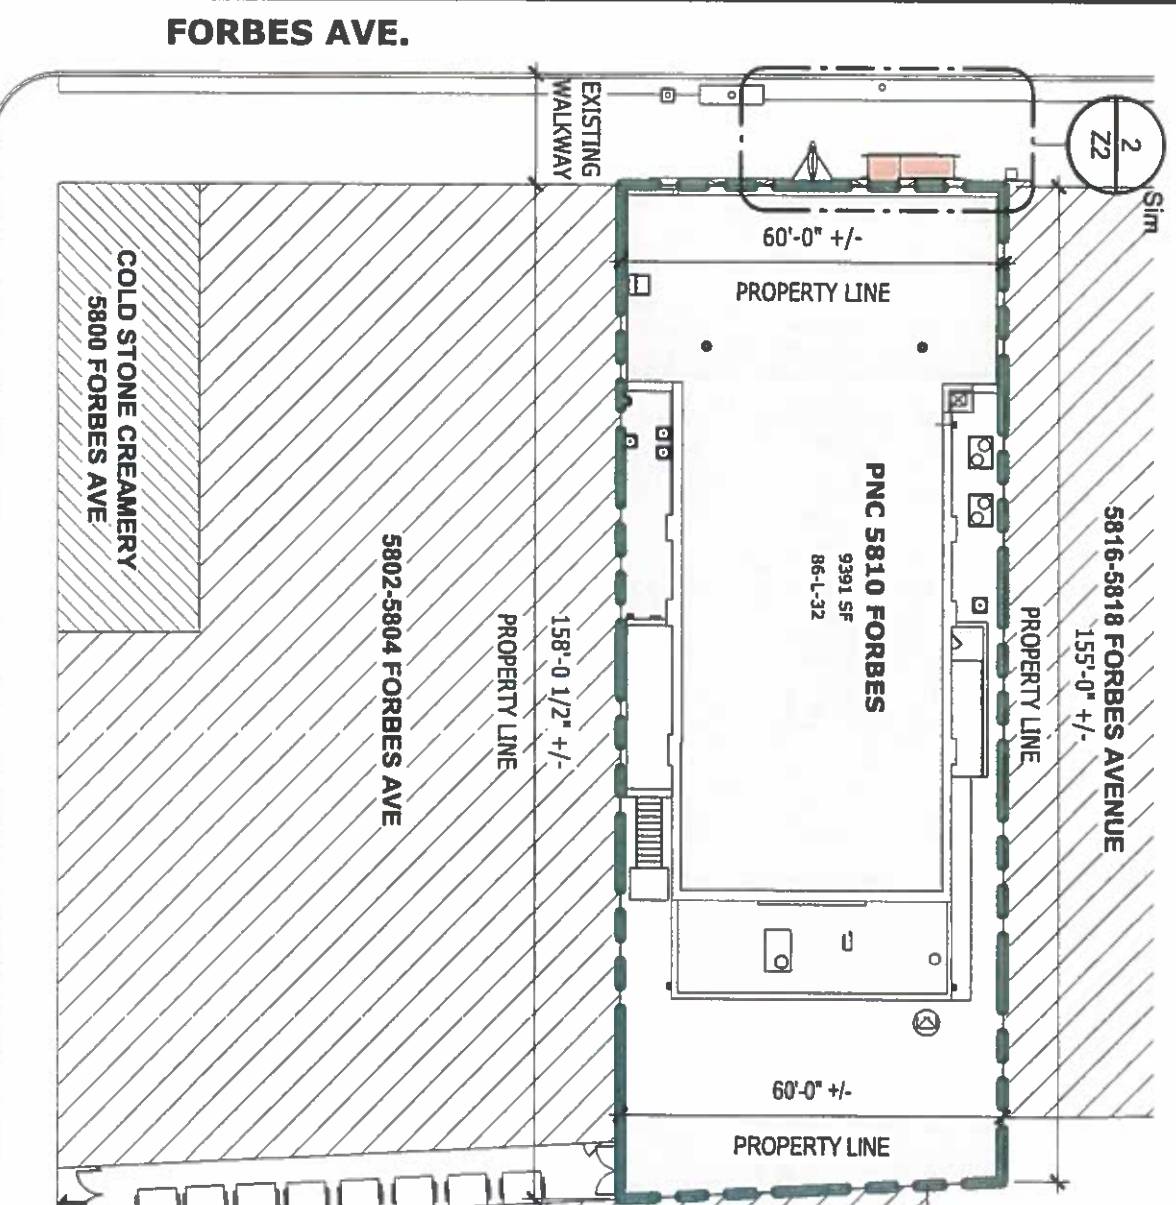 FORBES AVE.
EXISTING
WALKWAY
2
Z2
Sim
60'-0" +/-
PROPERTY LINE
COLD STONE CREAMERY
5800 FORBES AVE
5802-5804 FORBES AVE
PROPERTY LINE
158'-0 1/2" +/-
PNC 5810 FORBES
9391 SF
86-L-32
5816-5818 FORBES AVENUE
155'-0" +/-
PROPERTY LINE
60'-0" +/-
PROPERTY LINE